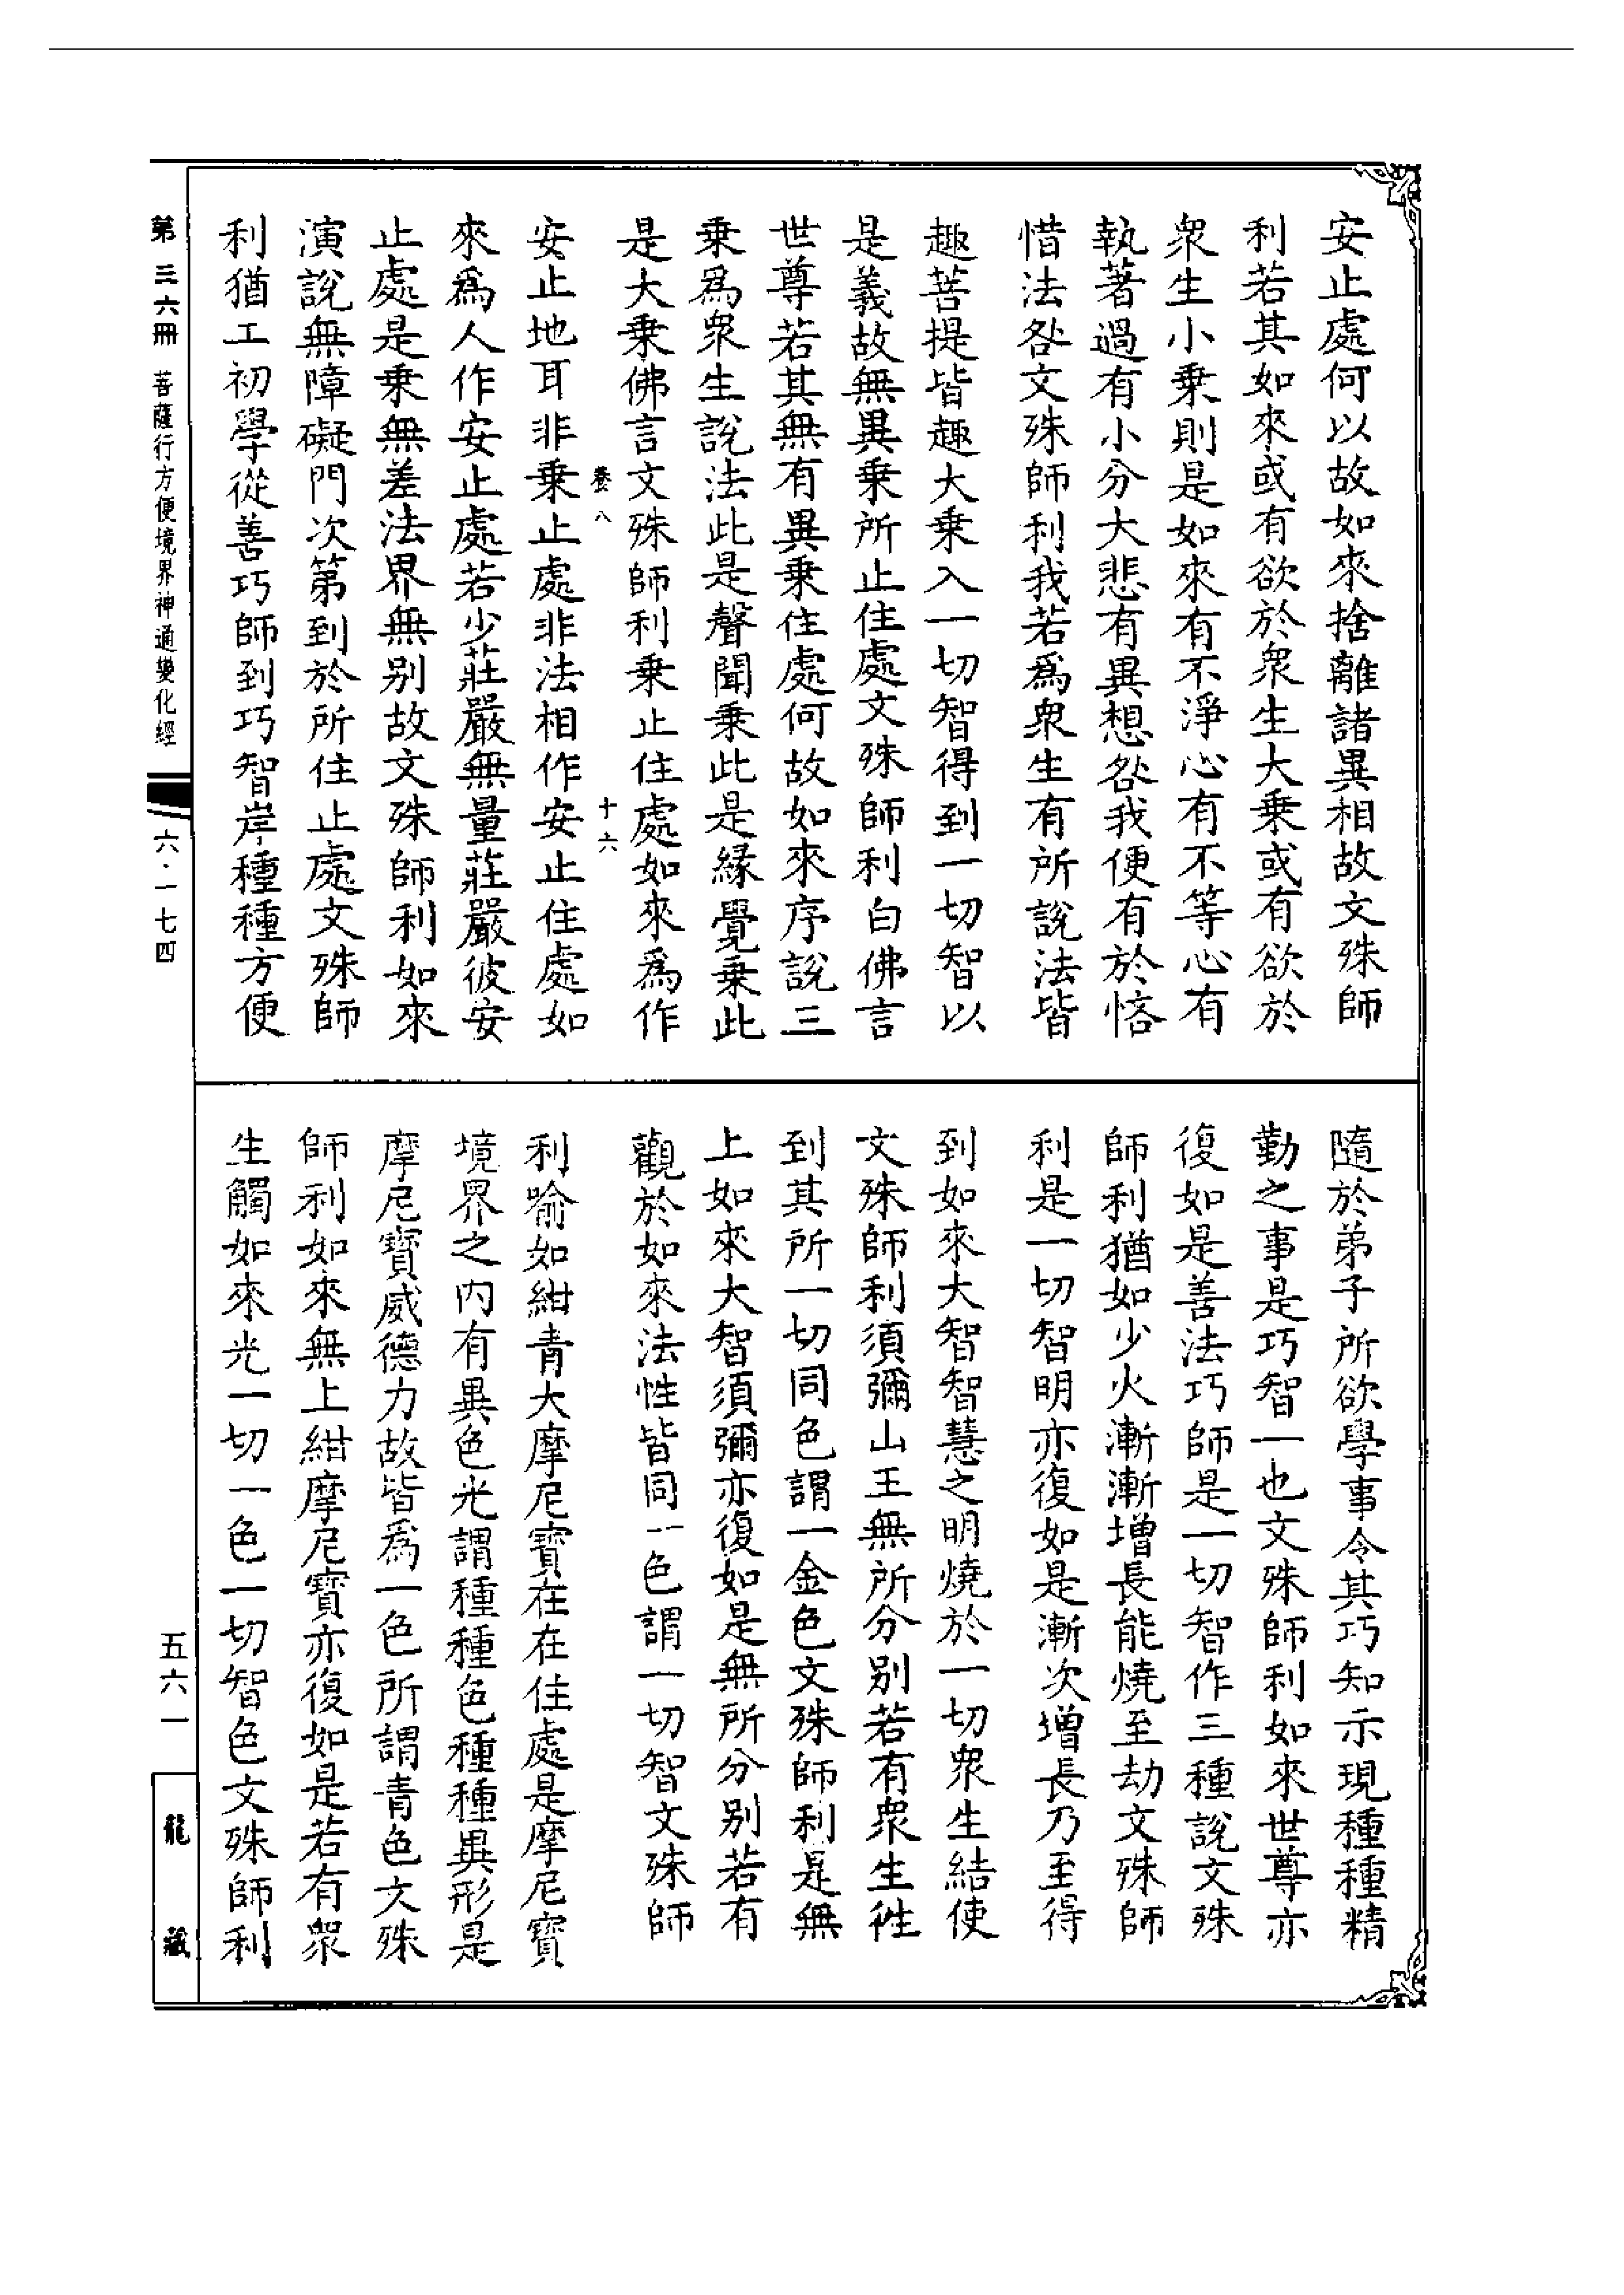 安止處何以故如來捨離諸異相故文殊師
利若其如來或有欲於衆生大乗或有欲於
衆生小乗則是如來有不淨心有不等心有
執著過有小分大悲有異想咎我便有於悋
惜法咎文殊師利我若為衆生有所說法皆
趣菩提皆趣大乗入一切智得到一切智以
是義故無異乗所止住處文殊師利白佛言
世尊若其無有異乗住處何故如來序說三
乗為衆生說法此是聲聞乗此是緣覺乗此
是大乗佛言文殊師利乗止住處如來為作
卷八 十六
安止地耳非乗止處非法相作安止住處如
來為人作安止處若少莊嚴無量莊嚴彼安
止處是乗無差法界無別故文殊師利如來
演說無障礙門次第到於所住止處文殊師
利猶工初學從善巧師到巧智岸種種方便
隨於弟子所欲學事令其巧知示現種種精
勤之事是巧智一也文殊師利如來世尊亦
復如是善法巧師是一切智作三種說文殊
師利猶如少火漸漸增長能燒至劫文殊師
利是一切智明亦復如是漸次增長乃至得
到如來大智智慧之明燒於一切衆生結使
文殊師利須彌山王無所分別若有衆生徃
到其所一切同色謂一金色文殊師利是無
上如來大智須彌亦復如是無所分別若有
觀於如來法性皆同一色謂一切智文殊師
利喻如紺青大摩尼寶在在住處是摩尼寶
境界之内有異色光謂種種色種種異形是
摩尼寶威德力故皆為一色所謂青色文殊
師利如來無上紺摩尼寶亦復如是若有衆
生觸如來光一切一色一切智色文殊師利
第三六冊 菩薩行方便境界神通變化經 六·一七四
五六一
龍藏